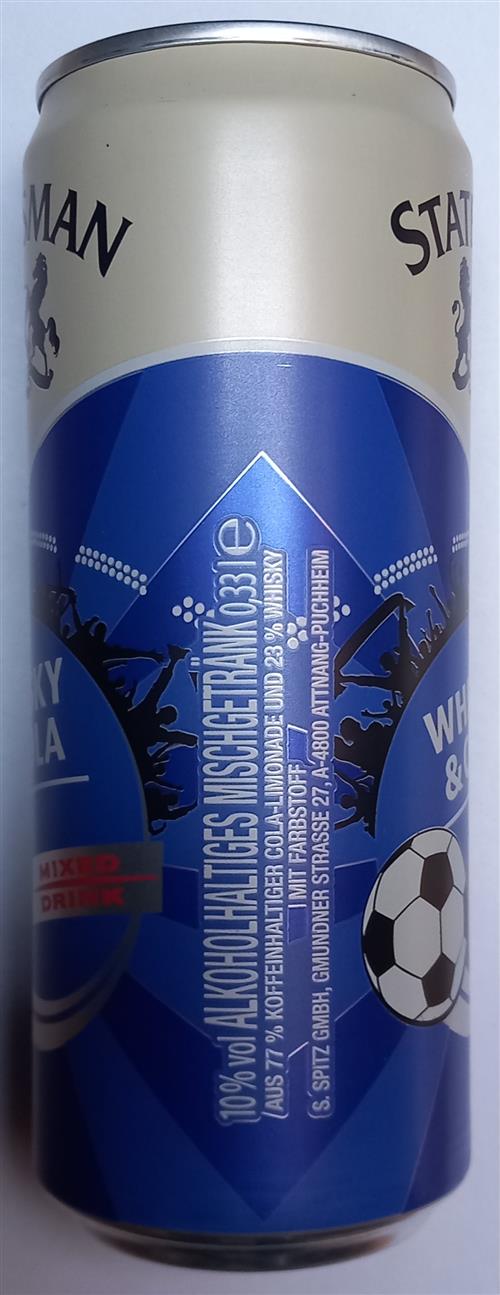 SMAN
STAT
KY
LA
MIXED
DRINK
WH
& C
10% vol ALKOHOLHALTIGES MISCHGETRÄNK 0,33 l e
AUS 77 % KOFFEINHALTIGER COLA-LIMONADE UND 23 % WHISKY
MIT FARBSTOFF
S. SPITZ GMBH, GMUNDNER STRASSE 27, A-4800 ATTNANG-PUCHHEIM